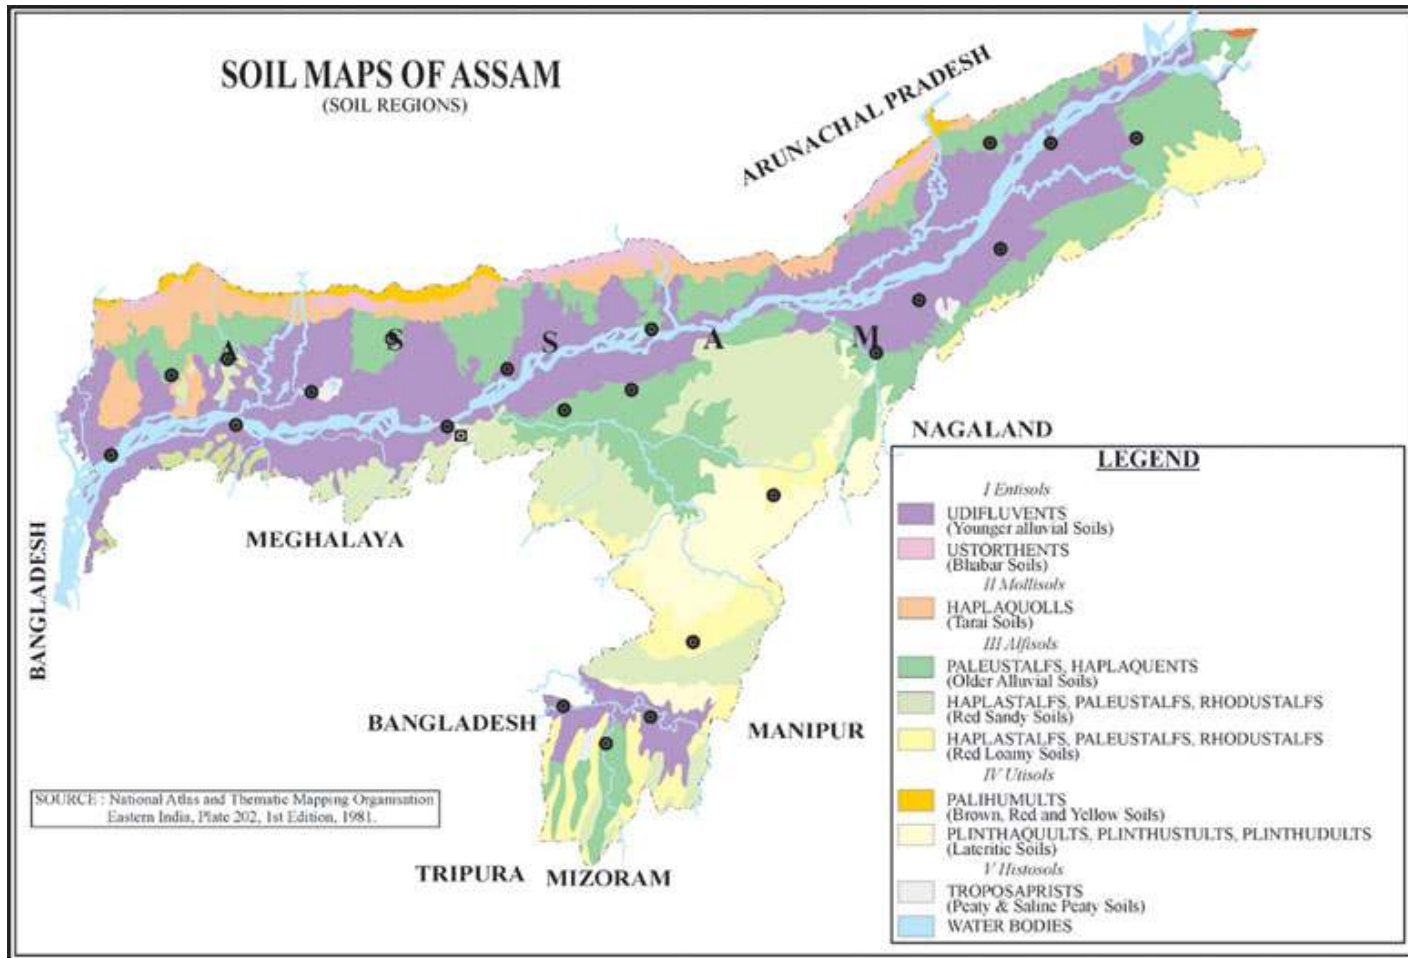 SOIL MAPS OF ASSAM
(SOIL REGIONS)
ARUNACHAL PRADESH
A S S A M
NAGALAND
MEGHALAYA
BANGLADESH
BANGLADESH
MANIPUR
TRIPURA
MIZORAM
SOURCE : National Atlas and Thematic Mapping Organisation
Eastern India, Plate 202, 1st Edition, 1981.
LEGEND
I Entisols
UDIFLUVENTS
(Younger alluvial Soils)
USTORTHENTS
(Bhabar Soils)
II Mollisols
HAPLAQUOLLS
(Tarai Soils)
III Alfisols
PALEUSTALFS, HAPLAQUENTS
(Older Alluvial Soils)
HAPLASTALFS, PALEUSTALFS, RHODUSTALFS
(Red Sandy Soils)
HAPLASTALFS, PALEUSTALFS, RHODUSTALFS
(Red Loamy Soils)
IV Utisols
PALIHUMULTS
(Brown, Red and Yellow Soils)
PLINTHAQUULTS, PLINTHUSTULTS, PLINTHUDULTS
(Lateritic Soils)
V Histosols
TROPOSAPRISTS
(Peaty & Saline Peaty Soils)
WATER BODIES